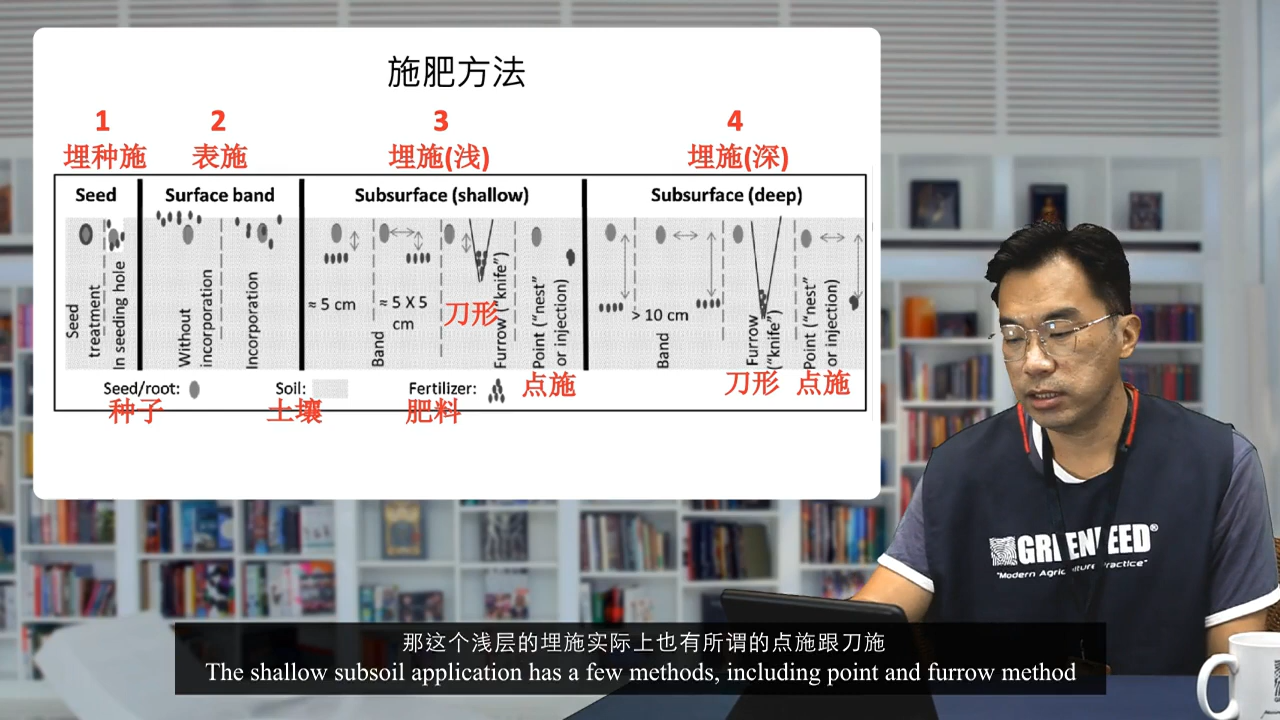 施肥方法
1
2
3
4
埋种施
表施
埋施(浅)
埋施(深)
Seed
Surface band
Subsurface (shallow)
Subsurface (deep)
Seed treatment
In seeding hole
Without incorporation
Incorporation
≈ 5 cm
Band
≈ 5 X 5 cm
刀形
Furrow ("knife")
Point ("nest" or injection)
点施
> 10 cm
Band
Furrow ("knife")
刀形
Point ("nest" or injection)
点施
Seed/root:
种子
Soil:
土壤
Fertilizer:
肥料
那这个浅层的埋施实际上也有所谓的点施跟刀施
The shallow subsoil application has a few methods, including point and furrow method